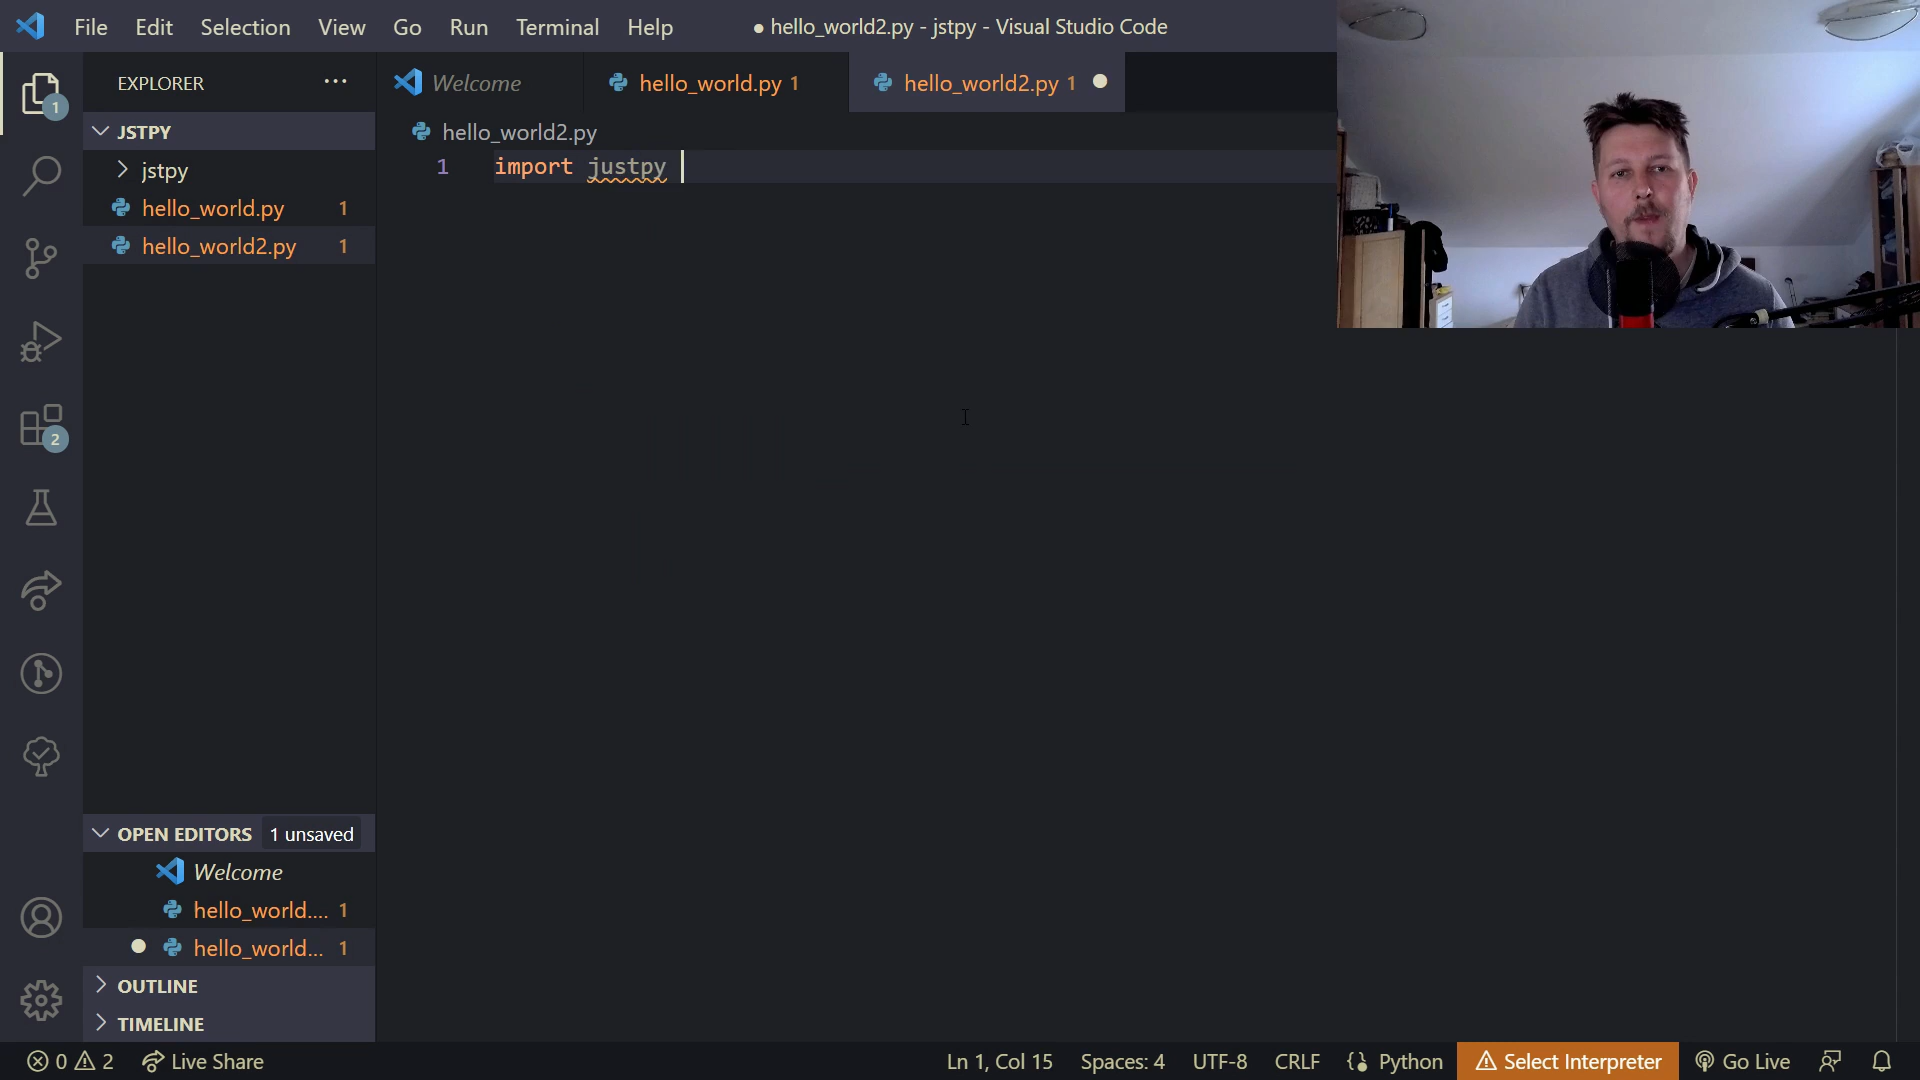 File Edit Selection View Go Run Terminal Help
● hello_world2.py - jstpy - Visual Studio Code
EXPLORER ···
Welcome
hello_world.py 1
hello_world2.py 1
JSTPY
jstpy
hello_world.py 1
hello_world2.py 1
hello_world2.py
1 import justpy
1
2
OPEN EDITORS 1 unsaved
Welcome
hello_world.... 1
hello_world... 1
OUTLINE
TIMELINE
0 2 Live Share
Ln 1, Col 15 Spaces: 4 UTF-8 CRLF Python Select Interpreter Go Live